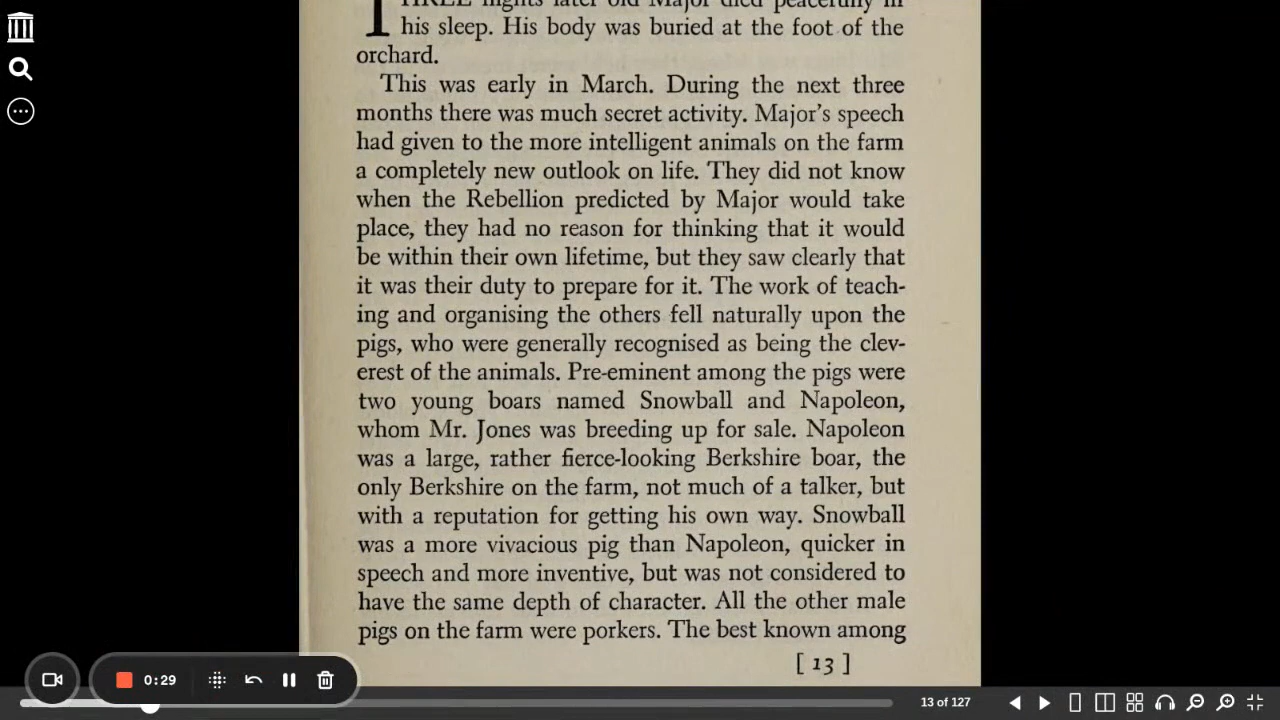 THREE nights later old Major died peacefully in
his sleep. His body was buried at the foot of the
orchard.
This was early in March. During the next three
months there was much secret activity. Major's speech
had given to the more intelligent animals on the farm
a completely new outlook on life. They did not know
when the Rebellion predicted by Major would take
place, they had no reason for thinking that it would
be within their own lifetime, but they saw clearly that
it was their duty to prepare for it. The work of teach-
ing and organising the others fell naturally upon the
pigs, who were generally recognised as being the clev-
erest of the animals. Pre-eminent among the pigs were
two young boars named Snowball and Napoleon,
whom Mr. Jones was breeding up for sale. Napoleon
was a large, rather fierce-looking Berkshire boar, the
only Berkshire on the farm, not much of a talker, but
with a reputation for getting his own way. Snowball
was a more vivacious pig than Napoleon, quicker in
speech and more inventive, but was not considered to
have the same depth of character. All the other male
pigs on the farm were porkers. The best known among
[ 13 ]
0:29
13 of 127